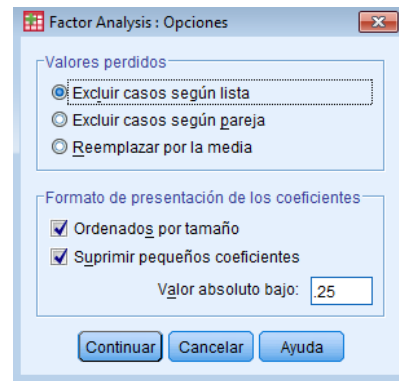 Factor Analysis : Opciones
Valores perdidos
Excluir casos según lista
Excluir casos según pareja
Reemplazar por la media
Formato de presentación de los coeficientes
Ordenados por tamaño
Suprimir pequeños coeficientes
Valor absoluto bajo: .25
Continuar Cancelar Ayuda